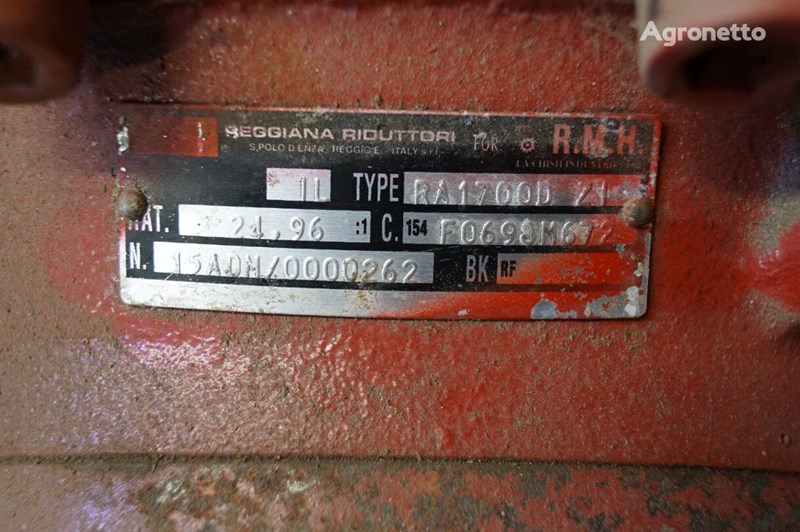 Agronetto
REGGIANA RIDUTTORI FOR R.M.H.
S.POLO D'ENZA, REGGIO E. ITALY
1L TYPE RA1700D Z1
RAT. 21,96 :1 C. 154 F0698M672
N. 15A0M/0000262 BK RF